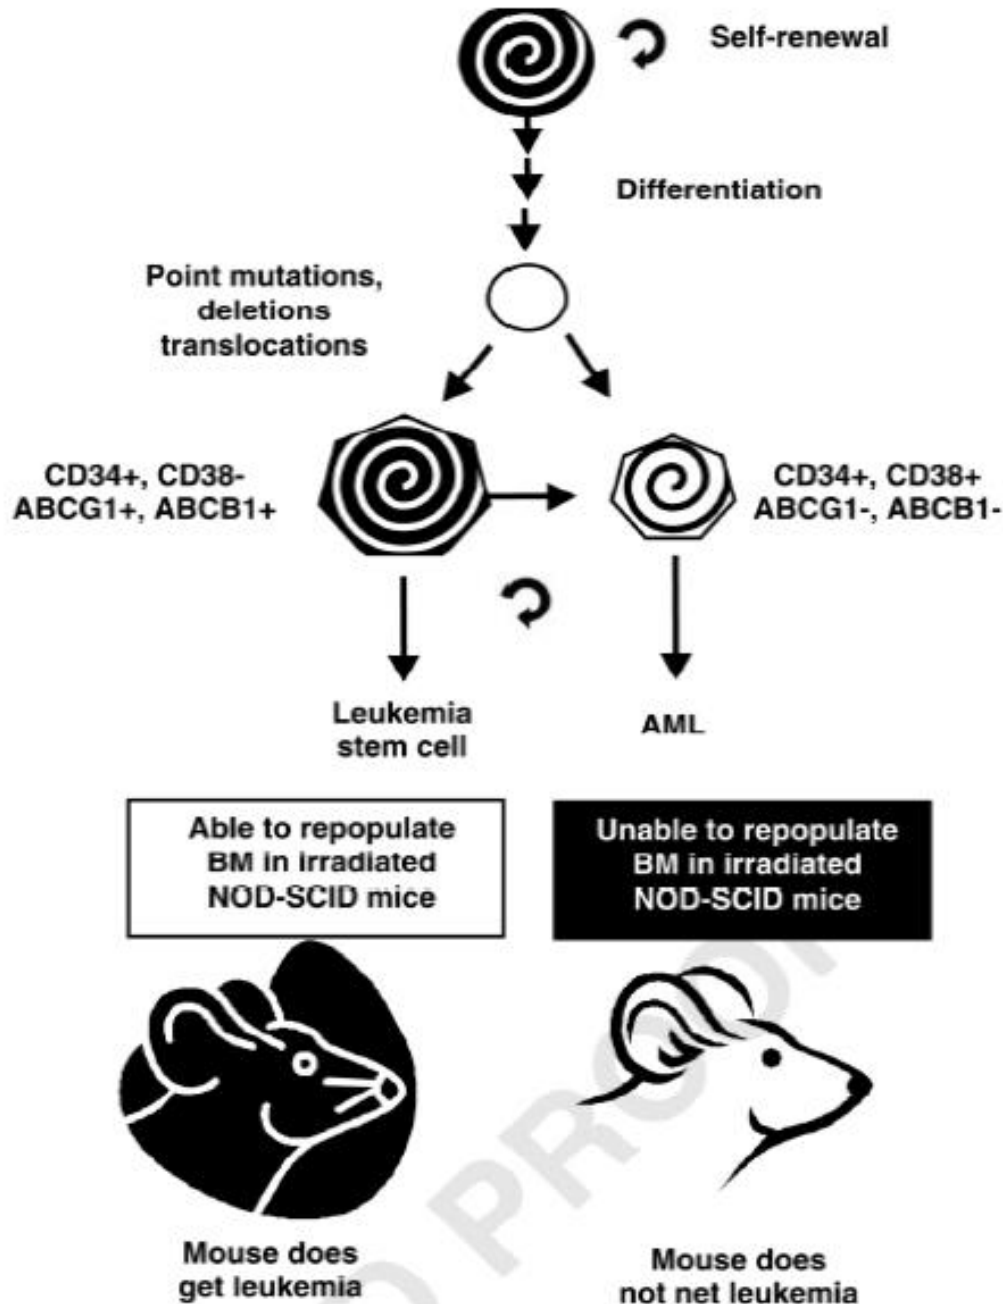 Self-renewal
Differentiation
Point mutations,
deletions
translocations
CD34+, CD38-
ABCG1+, ABCB1+
CD34+, CD38+
ABCG1-, ABCB1-
Leukemia
stem cell
AML
Able to repopulate
BM in irradiated
NOD-SCID mice
Unable to repopulate
BM in irradiated
NOD-SCID mice
Mouse does
get leukemia
Mouse does
not net leukemia